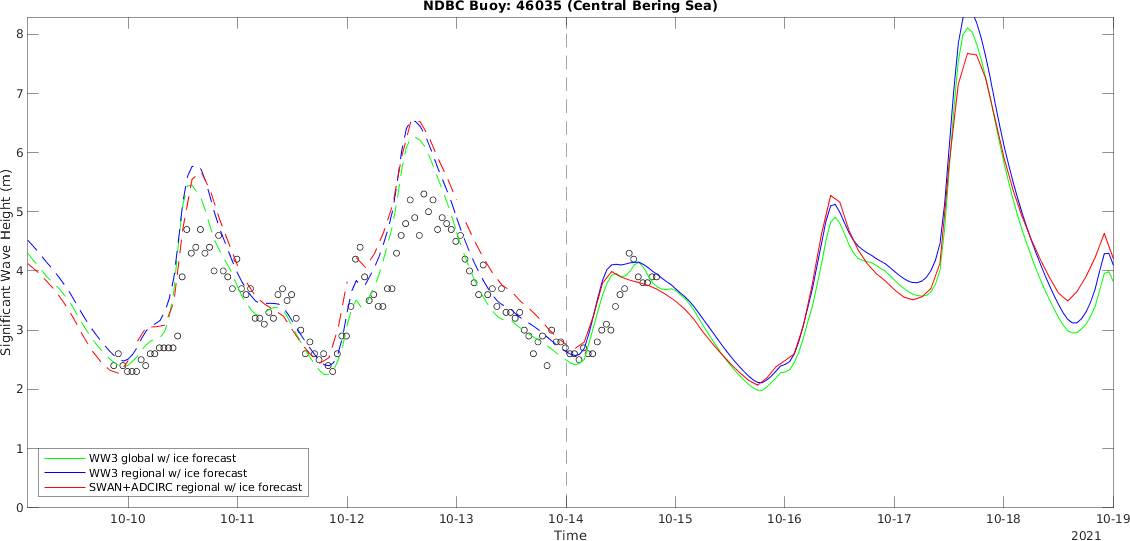 NDBC Buoy: 46035 (Central Bering Sea)
Significant Wave Height (m)
8
7
6
5
4
3
2
1
0
WW3 global w/ ice forecast
WW3 regional w/ ice forecast
SWAN+ADCIRC regional w/ ice forecast
10-10 10-11 10-12 10-13 10-14 10-15 10-16 10-17 10-18 10-19
Time
2021